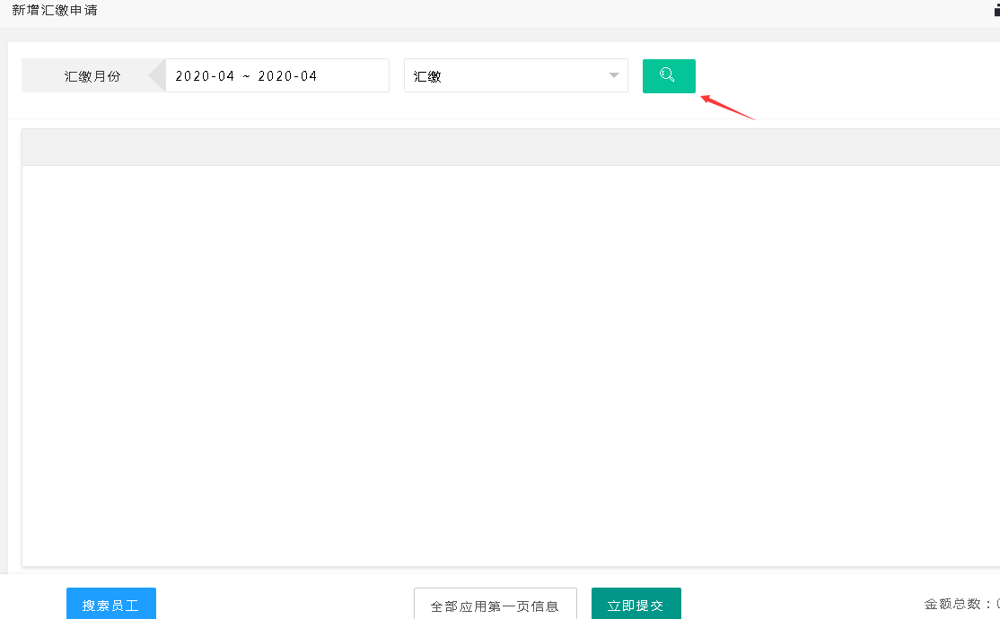 新增汇缴申请
汇缴月份 2020-04 ~ 2020-04 汇缴
搜索员工 全部应用第一页信息 立即提交 金额总数：